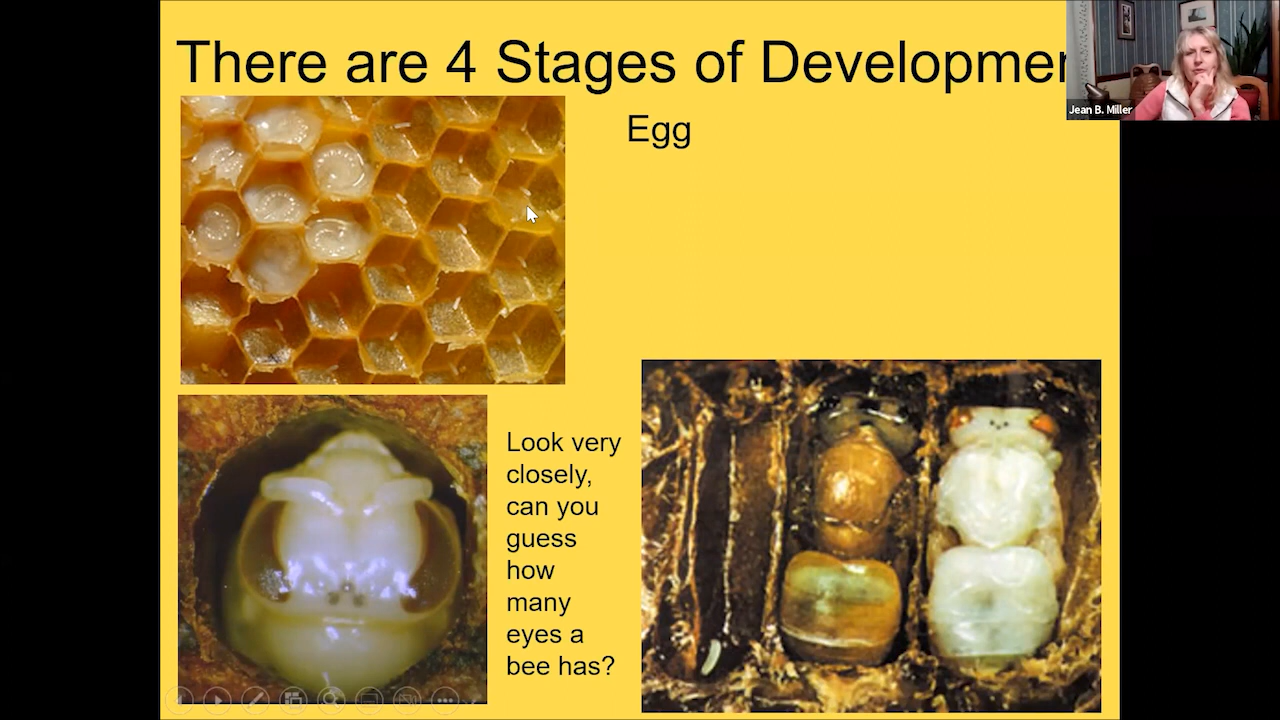 There are 4 Stages of Developmen
Jean B. Miller
Egg
Look very
closely,
can you
guess
how
many
eyes a
bee has?